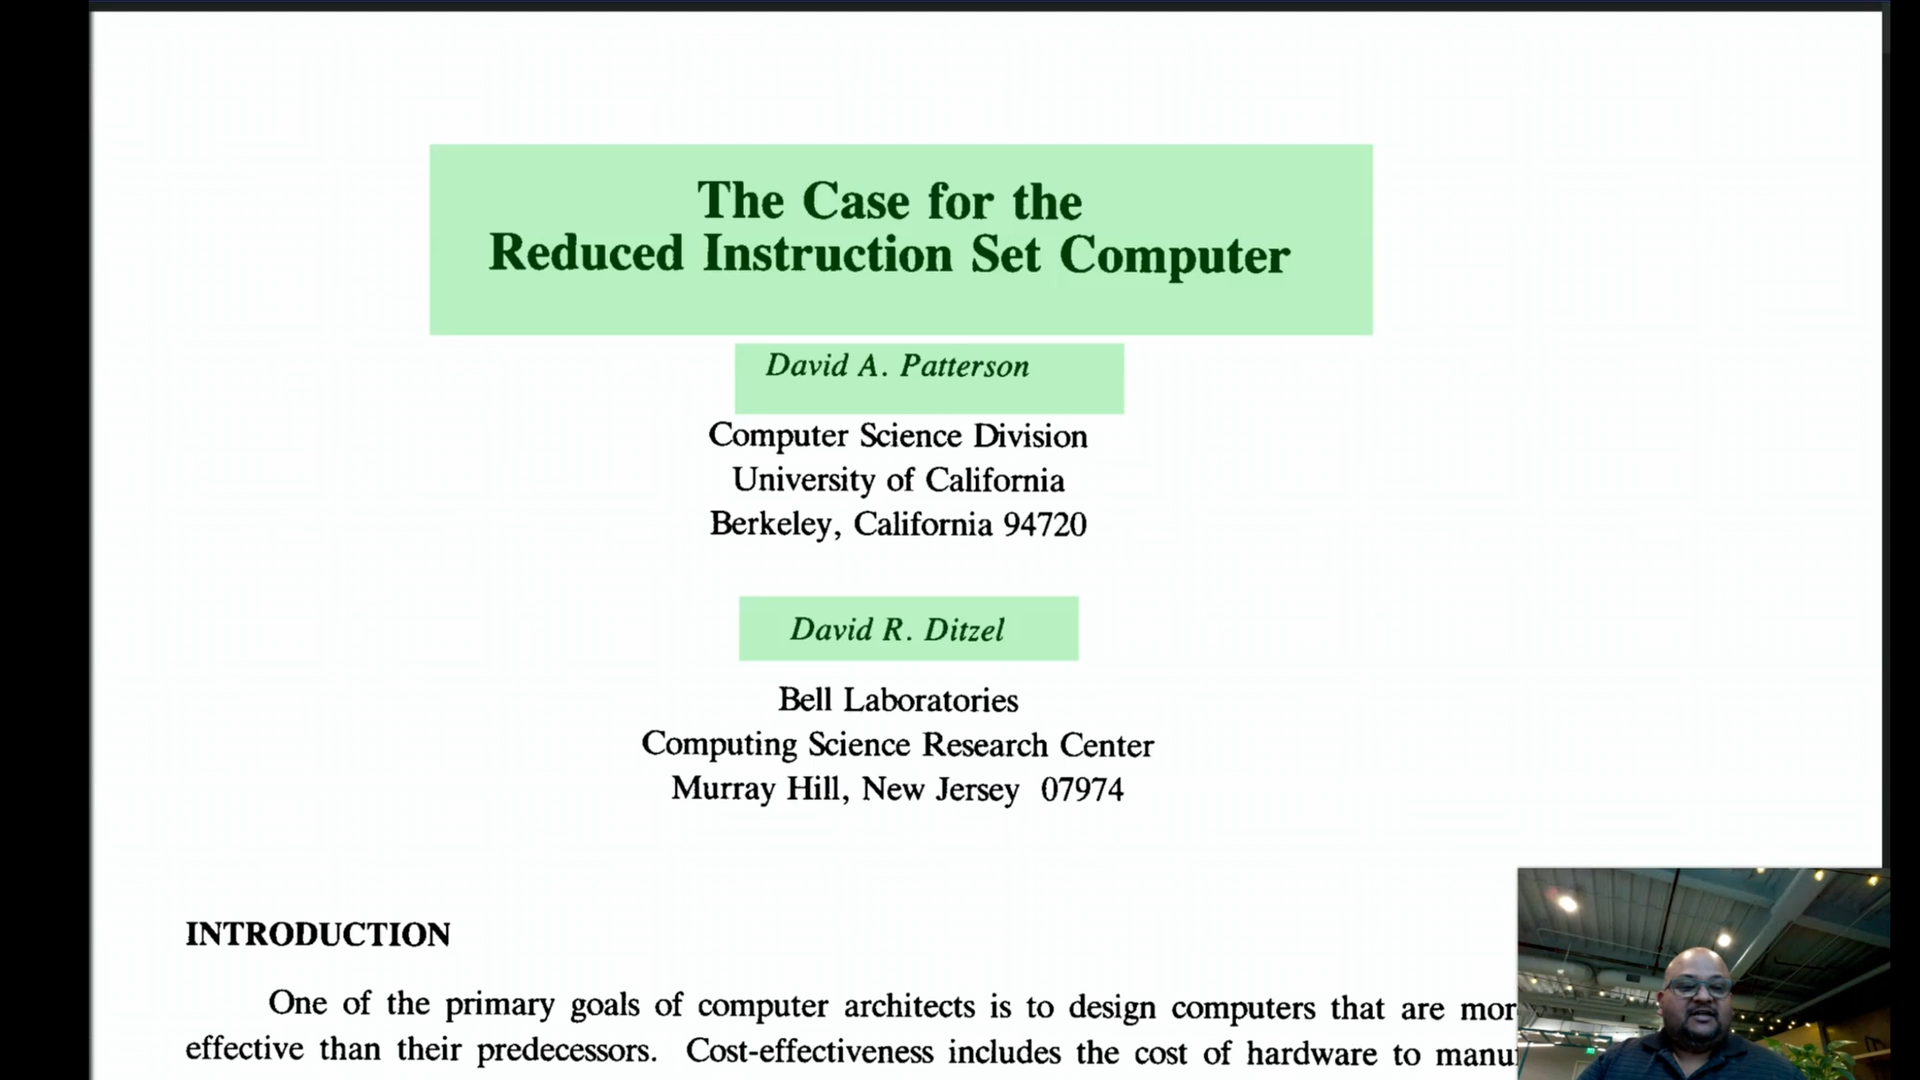 The Case for the
Reduced Instruction Set Computer
David A. Patterson
Computer Science Division
University of California
Berkeley, California 94720
David R. Ditzel
Bell Laboratories
Computing Science Research Center
Murray Hill, New Jersey 07974
INTRODUCTION
One of the primary goals of computer architects is to design computers that are
effective than their predecessors. Cost-effectiveness includes the cost of hardware to